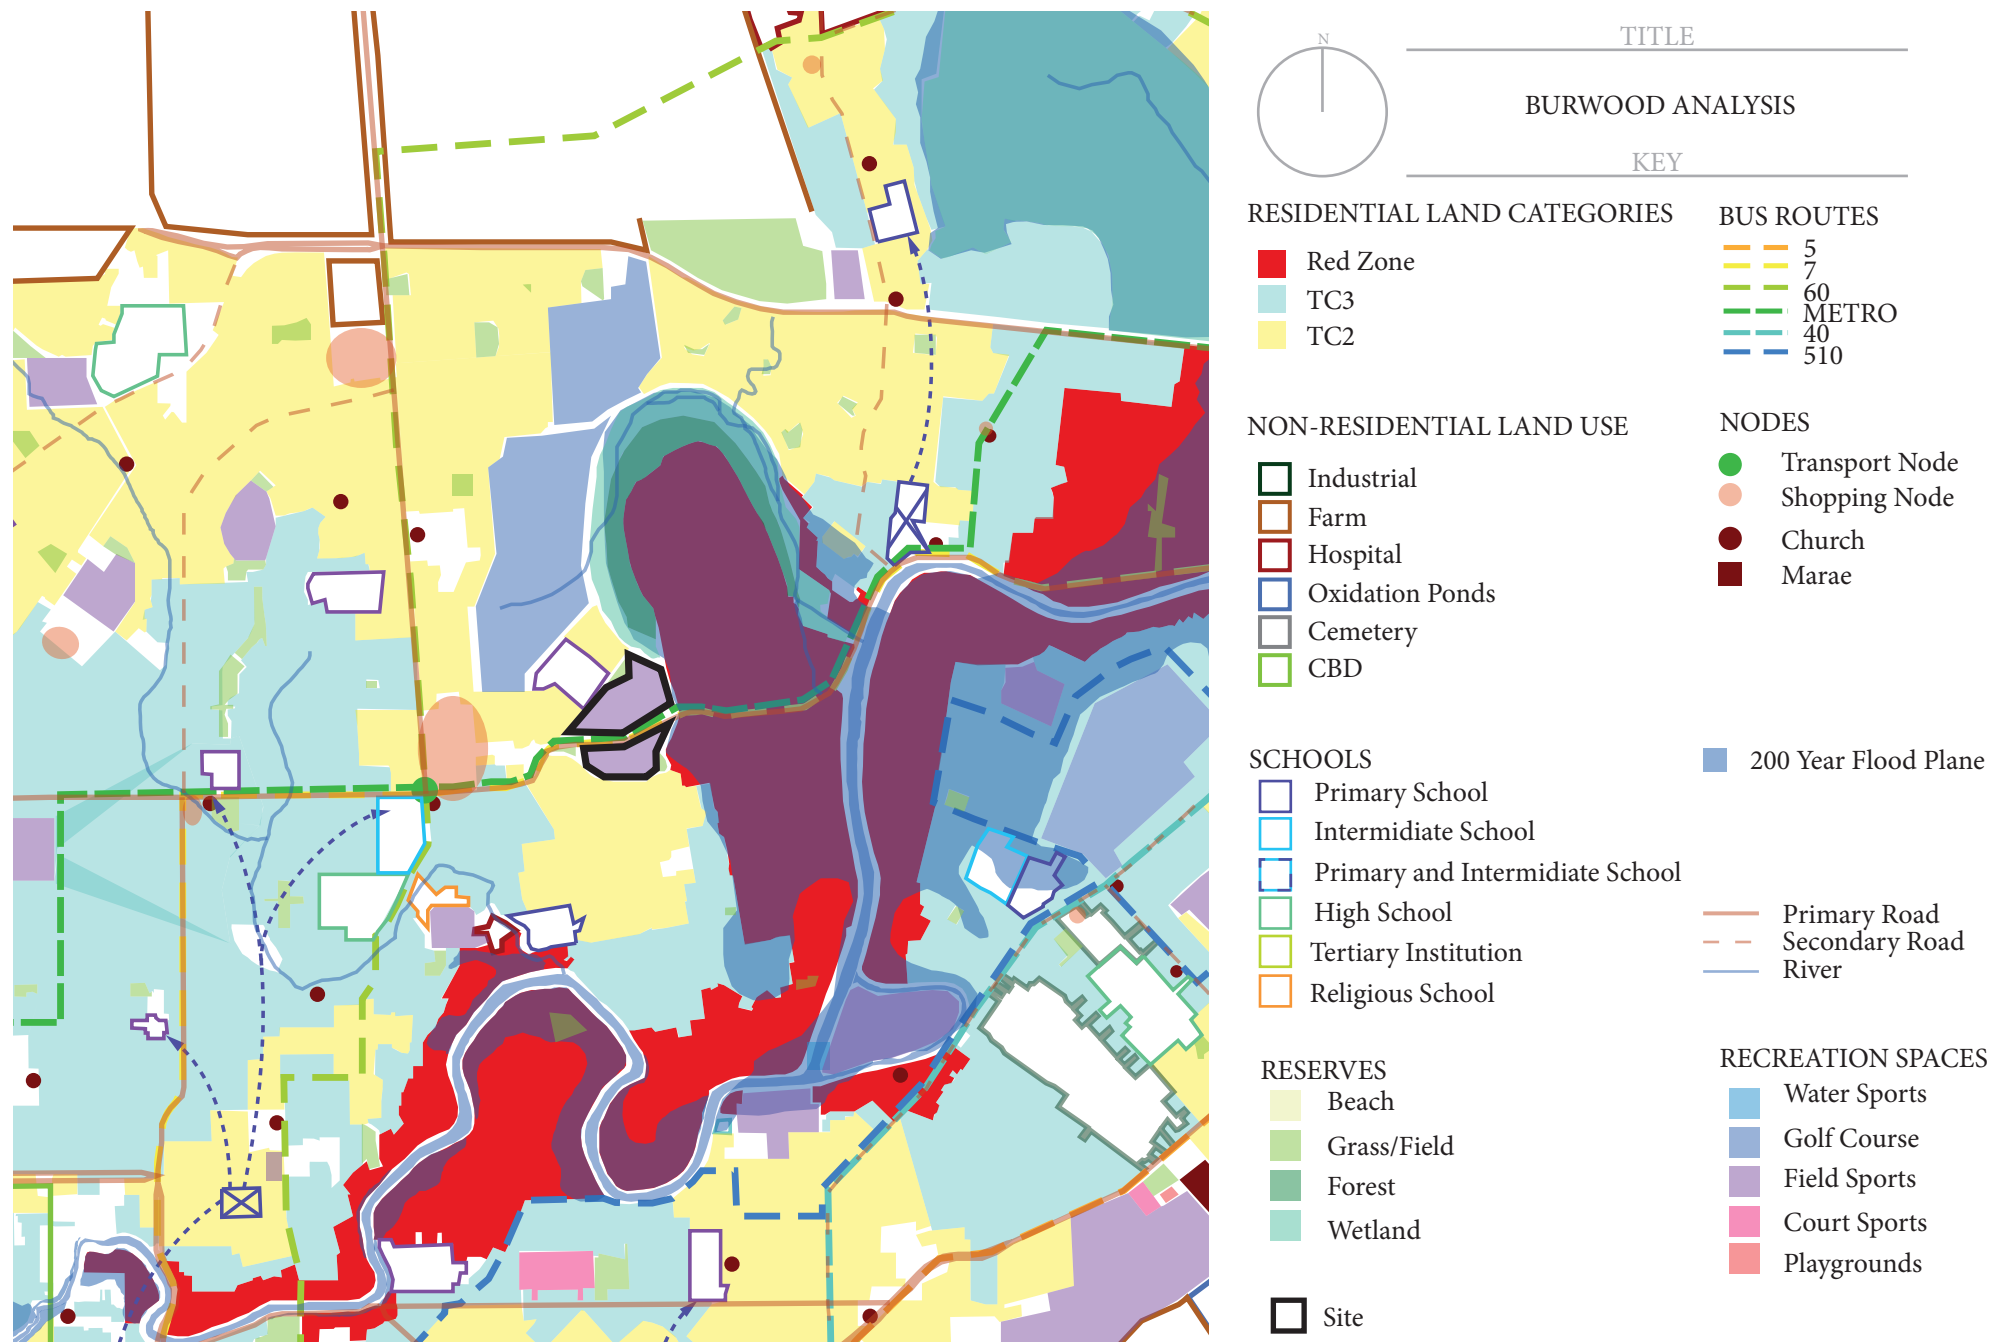 N
TITLE
BURWOOD ANALYSIS
KEY
RESIDENTIAL LAND CATEGORIES
Red Zone
TC3
TC2
BUS ROUTES
5
7
60
METRO
40
510
NON-RESIDENTIAL LAND USE
Industrial
Farm
Hospital
Oxidation Ponds
Cemetery
CBD
NODES
Transport Node
Shopping Node
Church
Marae
SCHOOLS
Primary School
Intermidiate School
Primary and Intermidiate School
High School
Tertiary Institution
Religious School
200 Year Flood Plane
Primary Road
Secondary Road
River
RESERVES
Beach
Grass/Field
Forest
Wetland
RECREATION SPACES
Water Sports
Golf Course
Field Sports
Court Sports
Playgrounds
Site